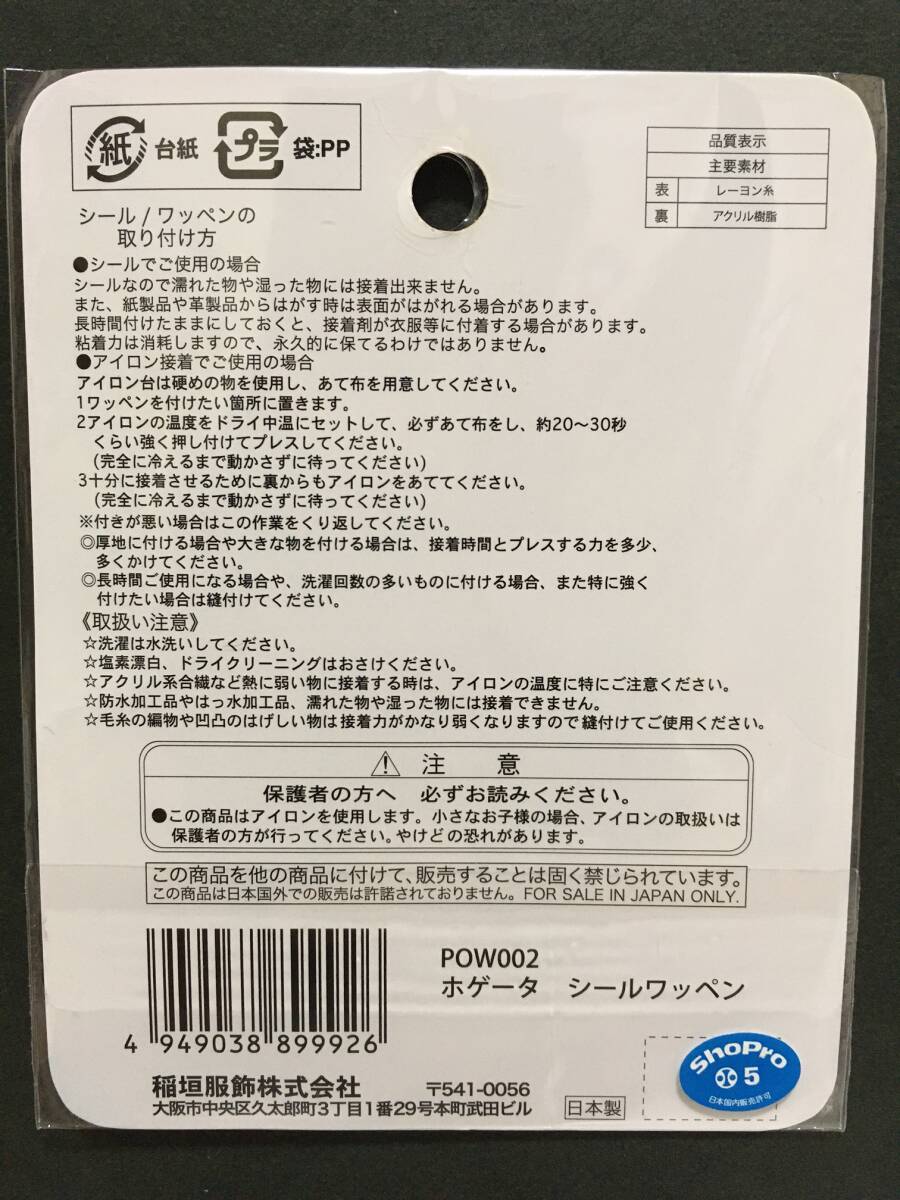 紙 台紙 プラ 袋:PP
品質表示
主要素材
表 レーヨン糸
裏 アクリル樹脂
シール / ワッペンの
取り付け方
●シールでご使用の場合
シールなので濡れた物や湿った物には接着出来ません。
また、紙製品や革製品からはがす時は表面がはがれる場合があります。
長時間付けたままにしておくと、接着剤が衣服等に付着する場合があります。
粘着力は消耗しますので、永久的に保てるわけではありません。
●アイロン接着でご使用の場合
アイロン台は硬めの物を使用し、あて布を用意してください。
1ワッペンを付けたい箇所に置きます。
2アイロンの温度をドライ中温にセットして、必ずあて布をし、約20〜30秒
くらい強く押し付けてプレスしてください。
(完全に冷えるまで動かさずに待ってください)
3十分に接着させるために裏からもアイロンをあててください。
(完全に冷えるまで動かさずに待ってください)
※付きが悪い場合はこの作業をくり返してください。
◎厚地に付ける場合や大きな物を付ける場合は、接着時間とプレスする力を多少、
多くかけてください。
◎長時間ご使用になる場合や、洗濯回数の多いものに付ける場合、また特に強く
付けたい場合は縫付けてください。
《取扱い注意》
☆洗濯は水洗いしてください。
☆塩素漂白、ドライクリーニングはおさけください。
☆アクリル系合繊など熱に弱い物に接着する時は、アイロンの温度に特にご注意ください。
☆防水加工品やはっ水加工品、濡れた物や湿った物には接着できません。
☆毛糸の編物や凹凸のはげしい物は接着力がかなり弱くなりますので縫付けてご使用ください。
⚠ 注 意
保護者の方へ 必ずお読みください。
●この商品はアイロンを使用します。小さなお子様の場合、アイロンの取扱いは
保護者の方が行ってください。やけどの恐れがあります。
この商品を他の商品に付けて、販売することは固く禁じられています。
この商品は日本国外での販売は許諾されておりません。FOR SALE IN JAPAN ONLY.
POW002
ホゲータ シールワッペン
4 949038 899926
稲垣服飾株式会社 〒541-0056
大阪市中央区久太郎町3丁目1番29号本町武田ビル
日本製
ShoPro
5
日本国内販売許可